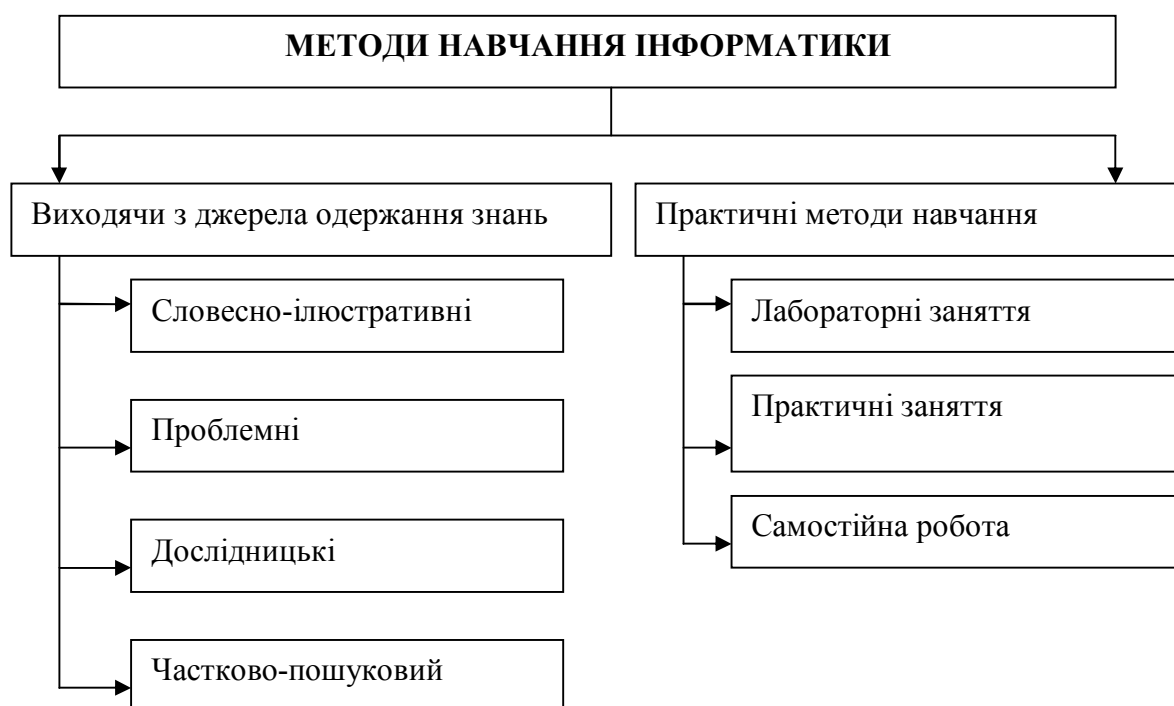 МЕТОДИ НАВЧАННЯ ІНФОРМАТИКИ
Виходячи з джерела одержання знань
Словесно-ілюстративні
Проблемні
Дослідницькі
Частково-пошуковий
Практичні методи навчання
Лабораторні заняття
Практичні заняття
Самостійна робота